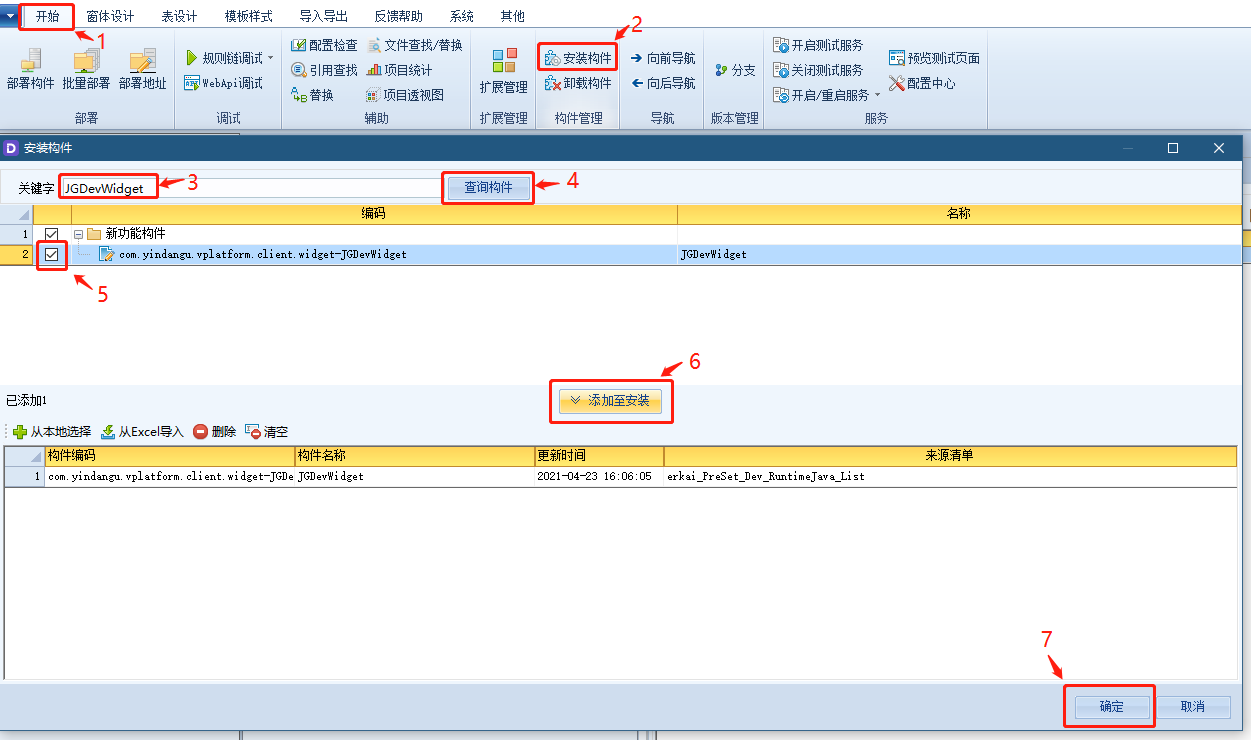 开始 窗体设计 表设计 模板样式 导入导出 反馈帮助 系统 其他
1
2
部署构件 批量部署 部署地址
部署
规则链调试
WebApi调试
调试
配置检查 文件查找/替换
引用查找 项目统计
替换 项目透视图
辅助
扩展管理
扩展管理
安装构件
卸载构件
构件管理
向前导航
向后导航
导航
分支
版本管理
开启测试服务 预览测试页面
关闭测试服务 配置中心
开启/重启服务
服务
D 安装构件
关键字 JGDevWidget 3 查询构件 4
编码 名称
1 新功能构件
2 com.yindangu.vplatform.client.widget-JGDevWidget JGDevWidget
5
6
已添加1 添加至安装
从本地选择 从Excel导入 删除 清空
构件编码 构件名称 更新时间 来源清单
1 com.yindangu.vplatform.client.widget-JGDe JGDevWidget 2021-04-23 16:06:05 erkai_PreSet_Dev_RuntimeJava_List
7
确定 取消